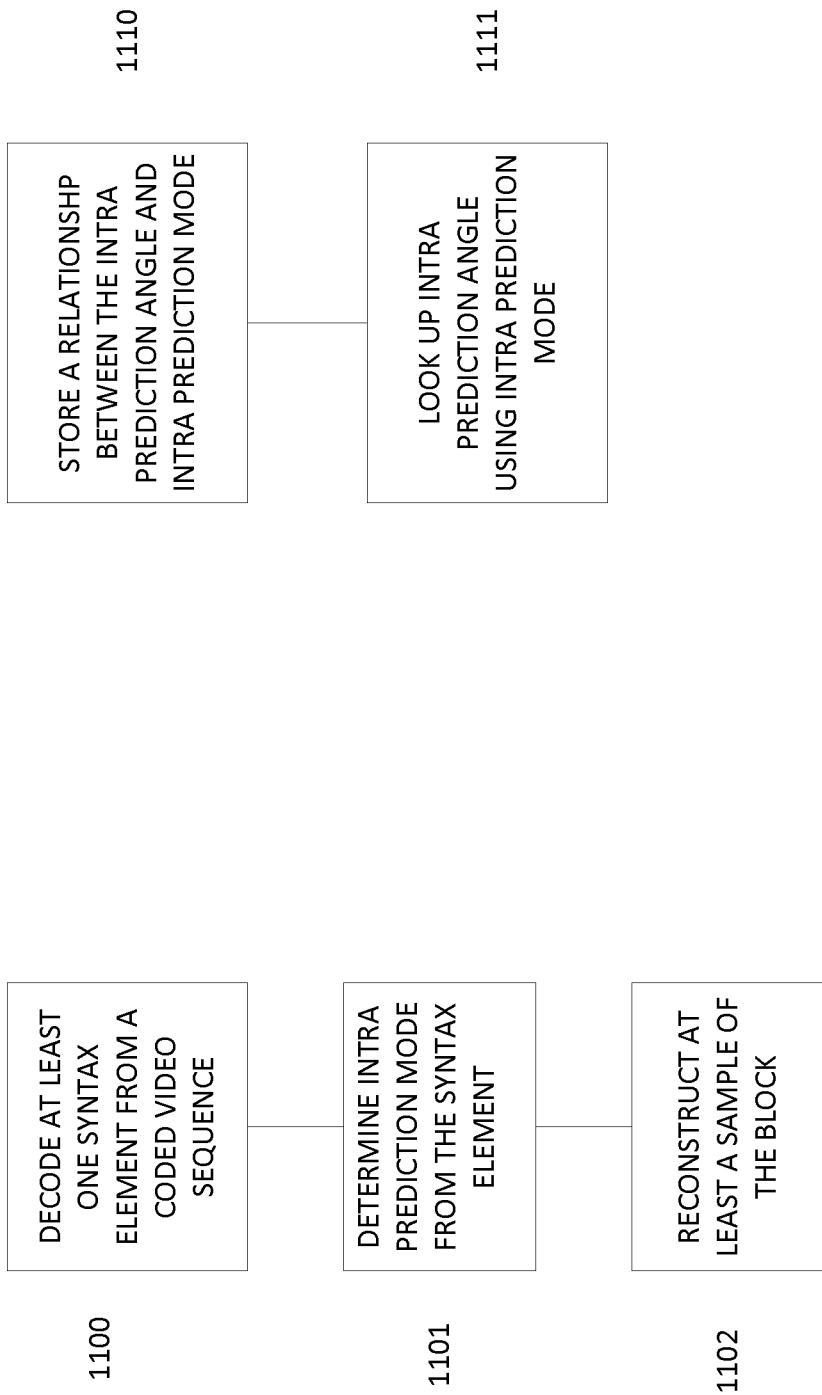 1100
DECODE AT LEAST
ONE SYNTAX
ELEMENT FROM A
CODED VIDEO
SEQUENCE
1101
DETERMINE INTRA
PREDICTION MODE
FROM THE SYNTAX
ELEMENT
1102
RECONSTRUCT AT
LEAST A SAMPLE OF
THE BLOCK
STORE A RELATIONSHP
BETWEEN THE INTRA
PREDICTION ANGLE AND
INTRA PREDICTION MODE
1110
LOOK UP INTRA
PREDICTION ANGLE
USING INTRA PREDICTION
MODE
1111